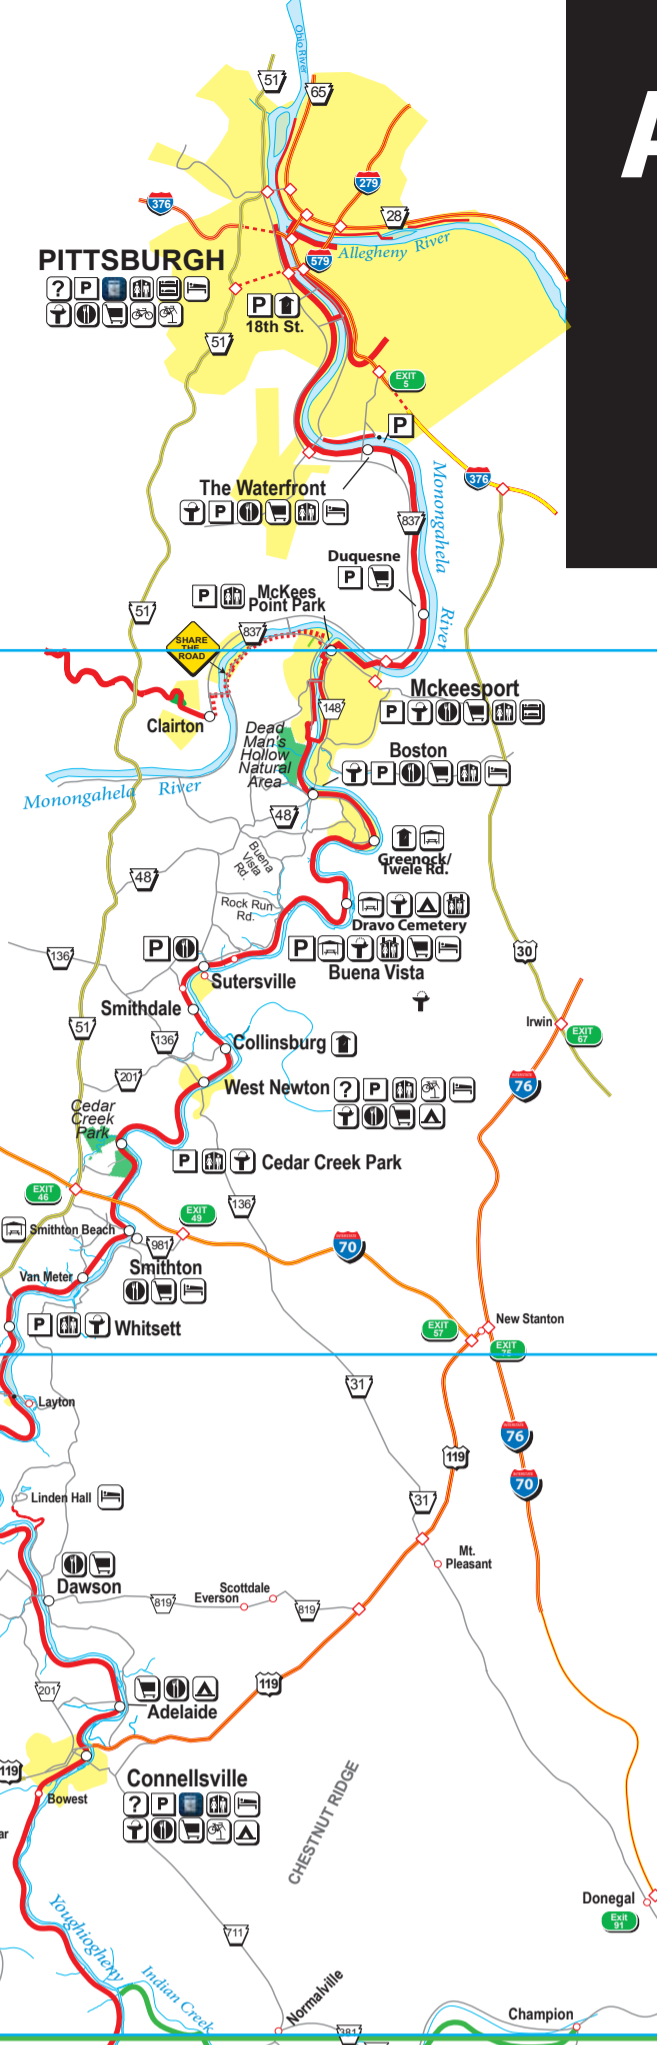 Ohio River
51
65
A
279
376
28
Allegheny River
579
PITTSBURGH
?
P
P
18th St.
51
EXIT
5
P
376
Monongahela
River
The Waterfront
P
837
Duquesne
P
McKees
Point Park
P
51
837
SHARE
THE
ROAD
Mckeesport
P
148
Clairton
Dead
Man's
Hollow
Natural
Area
Boston
P
Monongahela River
48
Greenock/
Twele Rd.
Buena
Vista
Rd.
48
Rock Run
Rd.
Dravo Cemetery
136
P
P
Buena Vista
30
Sutersville
Smithdale
Irwin
EXIT
67
51
136
Collinsburg
76
201
West Newton
?
P
Cedar
Creek
Park
P
Cedar Creek Park
EXIT
46
136
EXIT
49
Smithton Beach
981
70
Smithton
Van Meter
P
Whitsett
New Stanton
EXIT
57
EXIT
75
31
Layton
76
119
70
Linden Hall
31
Mt.
Pleasant
Dawson
819
Scottdale
Everson
819
119
201
Adelaide
119
Connellsville
?
P
Bowest
CHESTNUT RIDGE
ar
Donegal
Exit
91
Youghiogheny
711
Indian Creek
Normalville
Champion
381